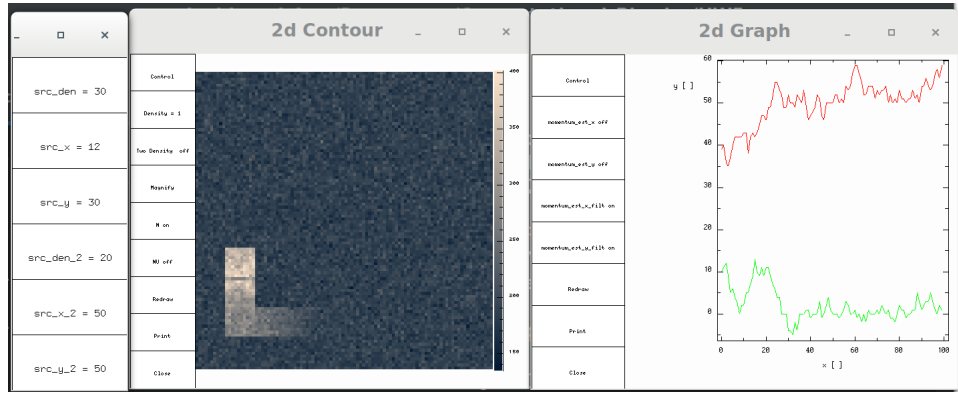 src_den = 30
src_x = 12
src_y = 30
src_den_2 = 20
src_x_2 = 50
src_y_2 = 50
2d Contour
Control
Density = 1
Two Density off
Magnify
N on
NU off
Redraw
Print
Close
400
350
300
250
200
150
2d Graph
Control
momentum_est_x off
momentum_est_y off
momentum_est_x_filt on
momentum_est_y_filt on
Redraw
Print
Close
y [ ]
60
50
40
30
20
10
0
0 20 40 60 80 100
x [ ]